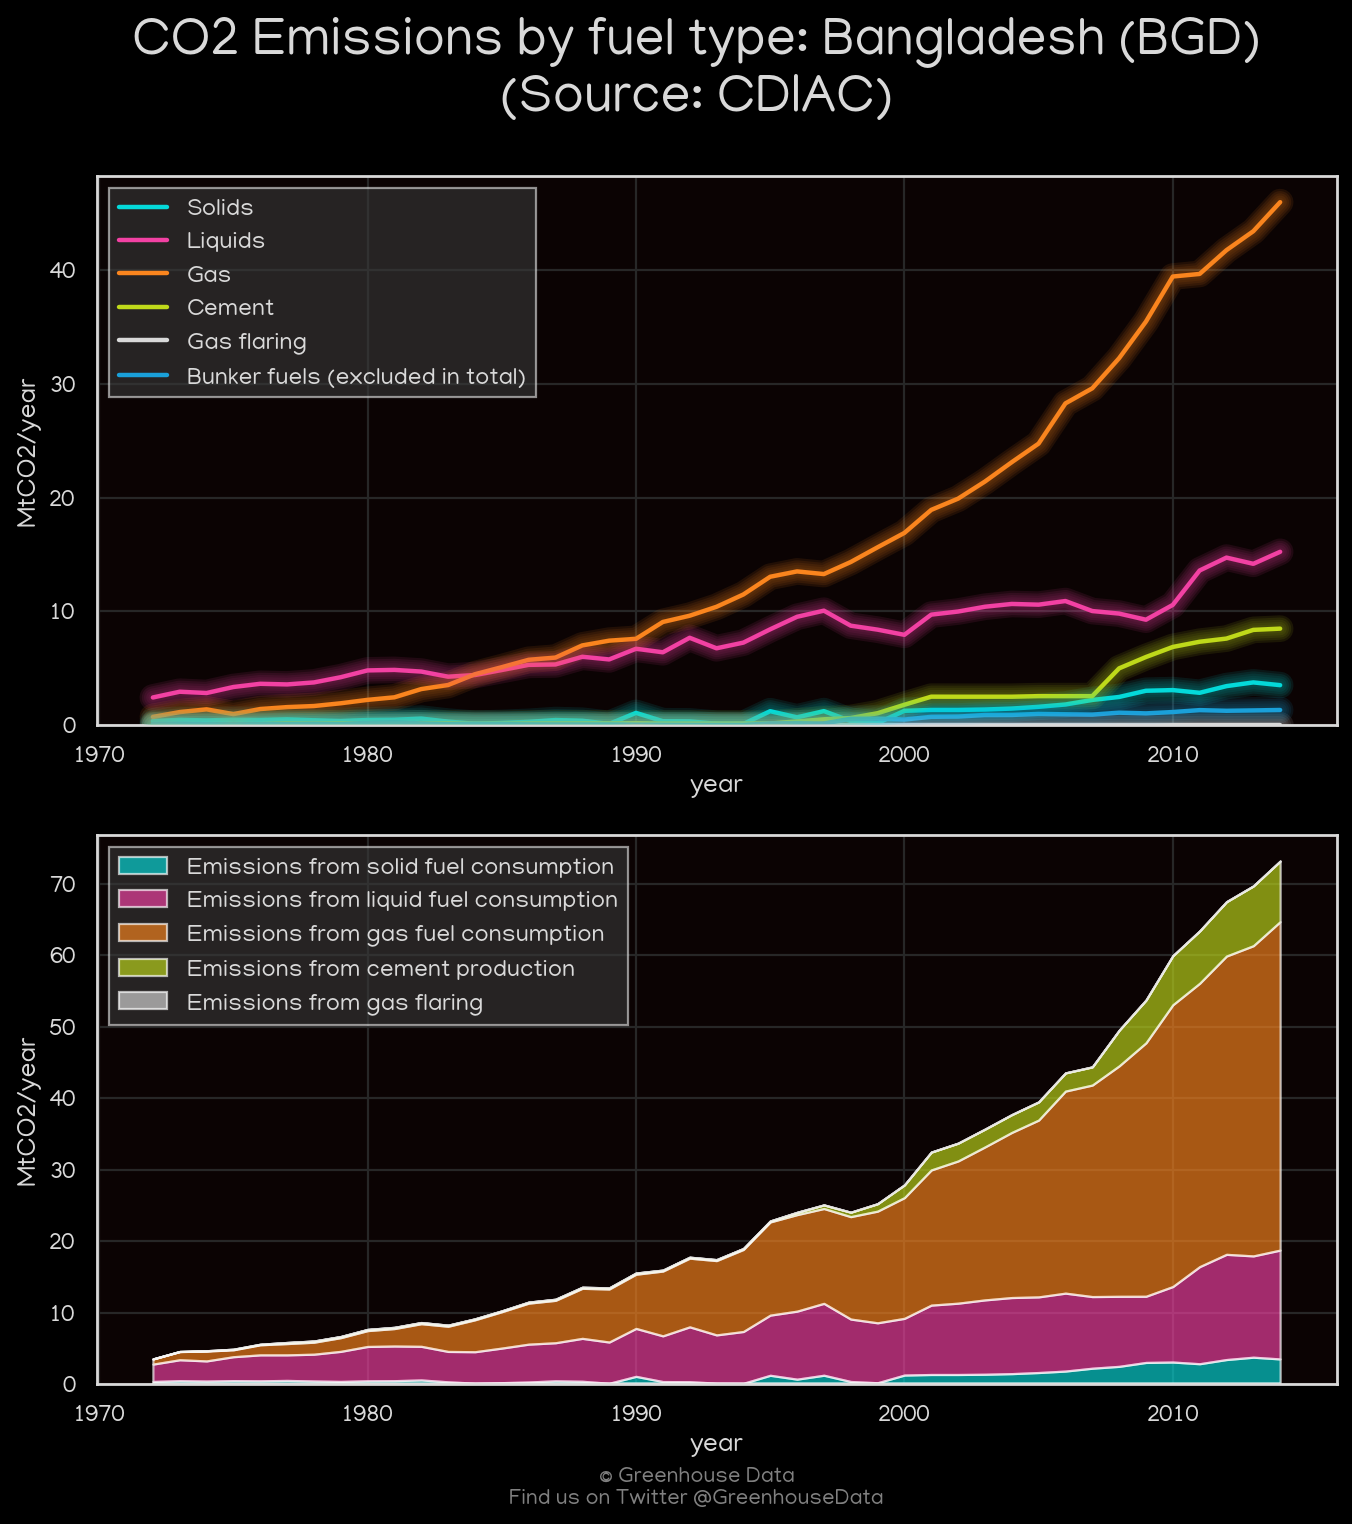 CO2 Emissions by fuel type: Bangladesh (BGD)
(Source: CDIAC)
Solids
Liquids
Gas
Cement
Gas flaring
Bunker fuels (excluded in total)
40
30
20
10
0
MtCO2/year
1970 1980 1990 2000 2010
year
Emissions from solid fuel consumption
Emissions from liquid fuel consumption
Emissions from gas fuel consumption
Emissions from cement production
Emissions from gas flaring
70
60
50
40
30
20
10
0
MtCO2/year
1970 1980 1990 2000 2010
year
© Greenhouse Data
Find us on Twitter @GreenhouseData